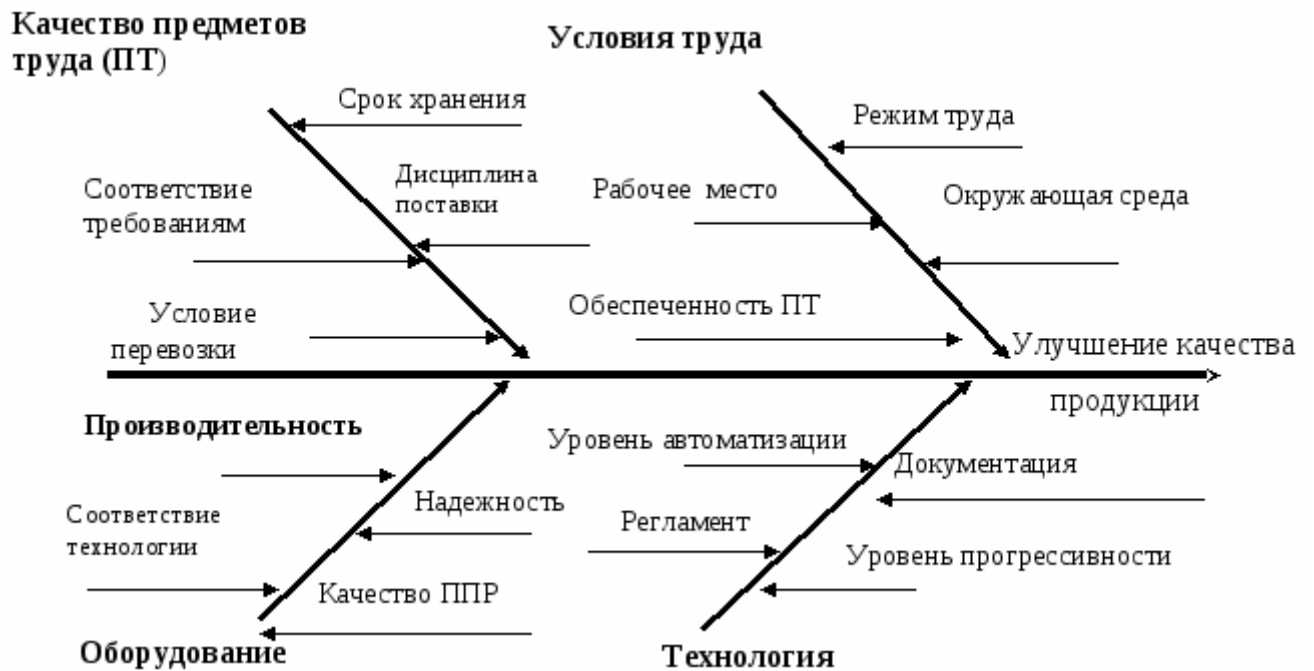 Качество предметов
труда (ПТ)
Условия труда
Срок хранения
Режим труда
Соответствие
требованиям
Дисциплина
поставки
Рабочее место
Окружающая среда
Условие
перевозки
Обеспеченность ПТ
Улучшение качества
продукции
Производительность
Уровень автоматизации
Документация
Соответствие
технологии
Надежность
Регламент
Уровень прогрессивности
Качество ППР
Оборудование
Технология